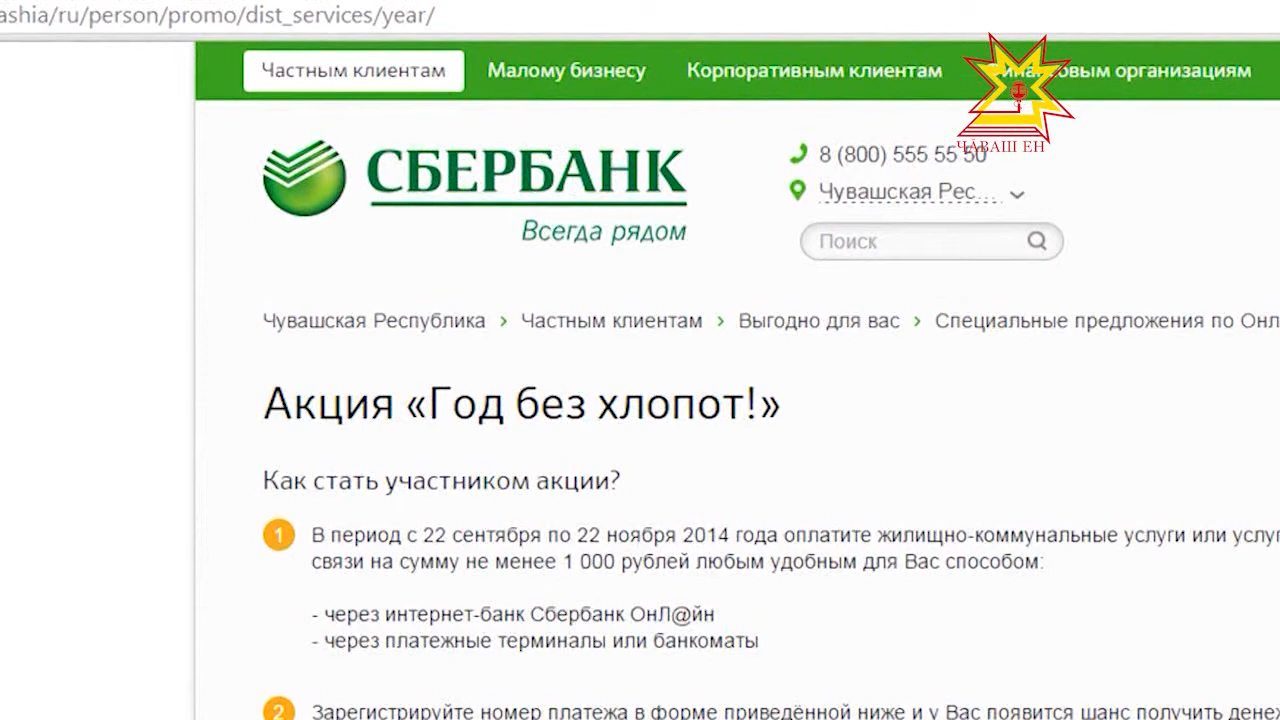 ashia/ru/person/promo/dist_services/year/
Частным клиентам
Малому бизнесу
Корпоративным клиентам
организациям
СБЕРБАНК
Всегда рядом
8 (800) 555 55 50
ЧӐВАШ ЕН
Чувашская Рес...
Поиск
Чувашская Республика > Частным клиентам > Выгодно для вас > Специальные предложения по Онл
Акция «Год без хлопот!»
Как стать участником акции?
1 В период с 22 сентября по 22 ноября 2014 года оплатите жилищно-коммунальные услуги или услуг
связи на сумму не менее 1 000 рублей любым удобным для Вас способом:
- через интернет-банк Сбербанк ОнЛ@йн
- через платежные терминалы или банкоматы
2 Зарегистрируйте номер платежа в форме приведённой ниже и у Вас появится шанс получить денеж